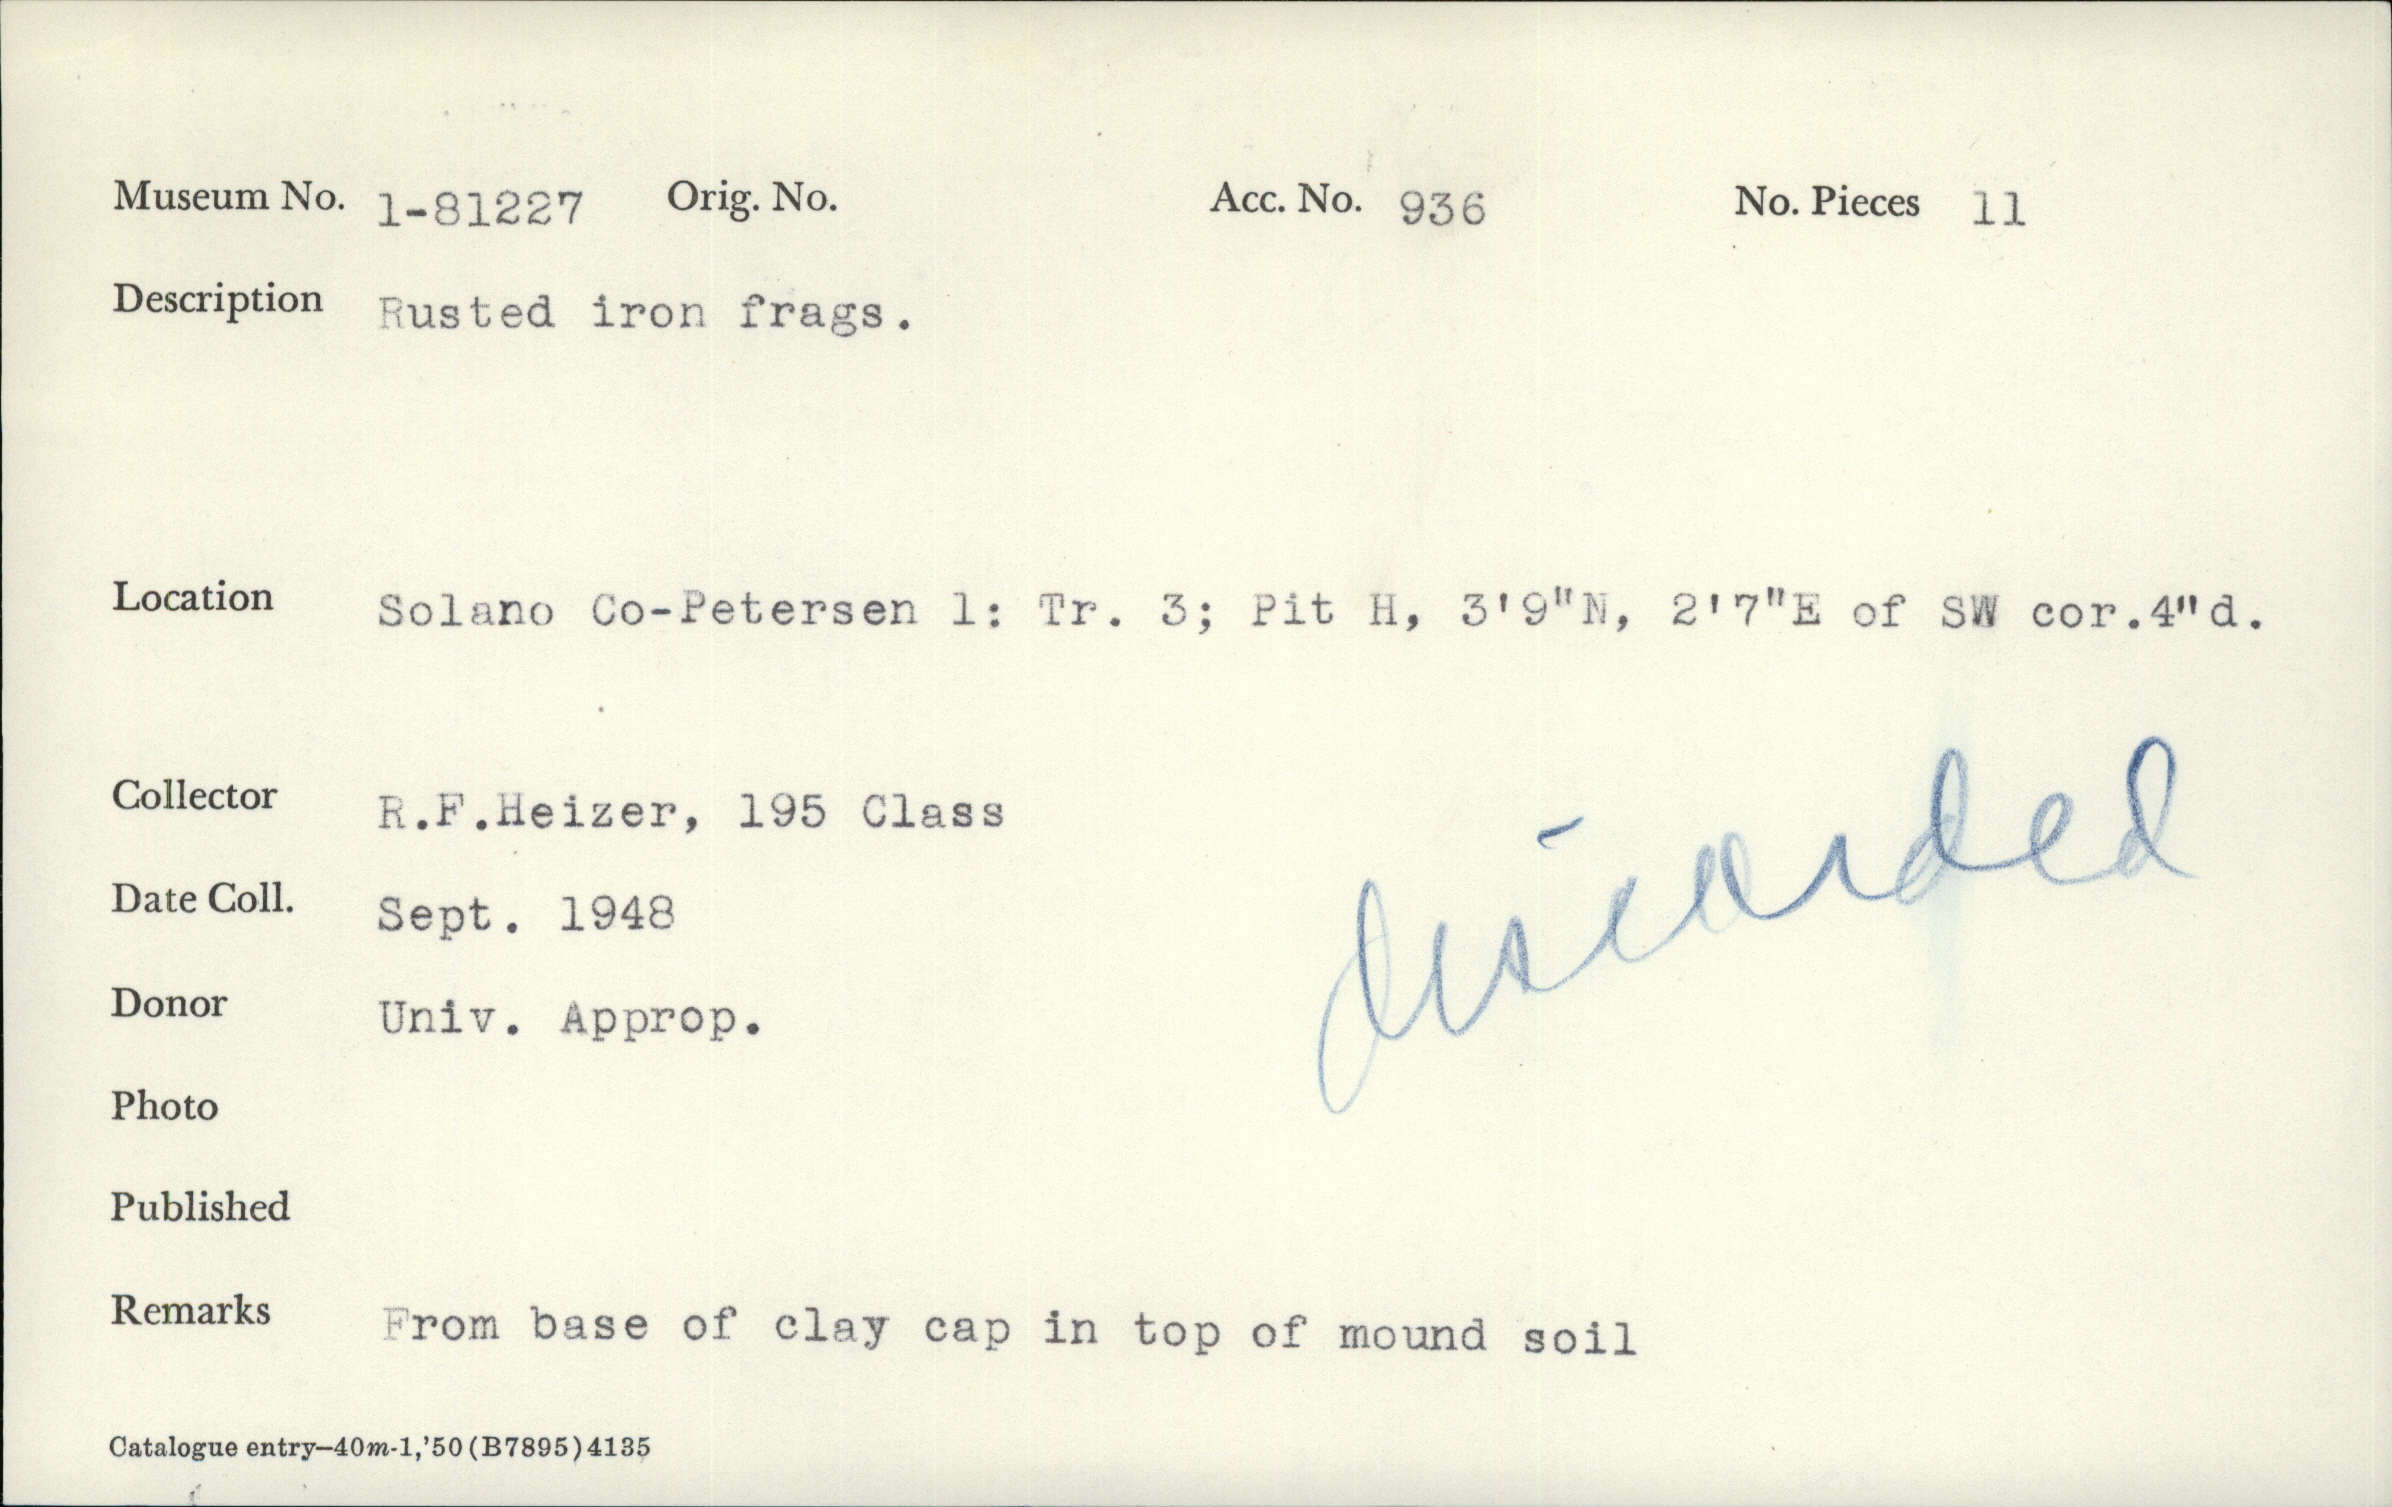 Museum No. 1-81227 Orig. No. Acc. No. 936 No. Pieces 11
Description Rusted iron frags.
Location Solano Co-Petersen 1: Tr. 3; Pit H, 3'9"N, 2'7"E of SW cor.4"d.
Collector R.F.Heizer, 195 Class
discarded
Date Coll. Sept. 1948
Donor Univ. Approp.
Photo
Published
Remarks From base of clay cap in top of mound soil
Catalogue entry—40m-1,'50(B7895)4135